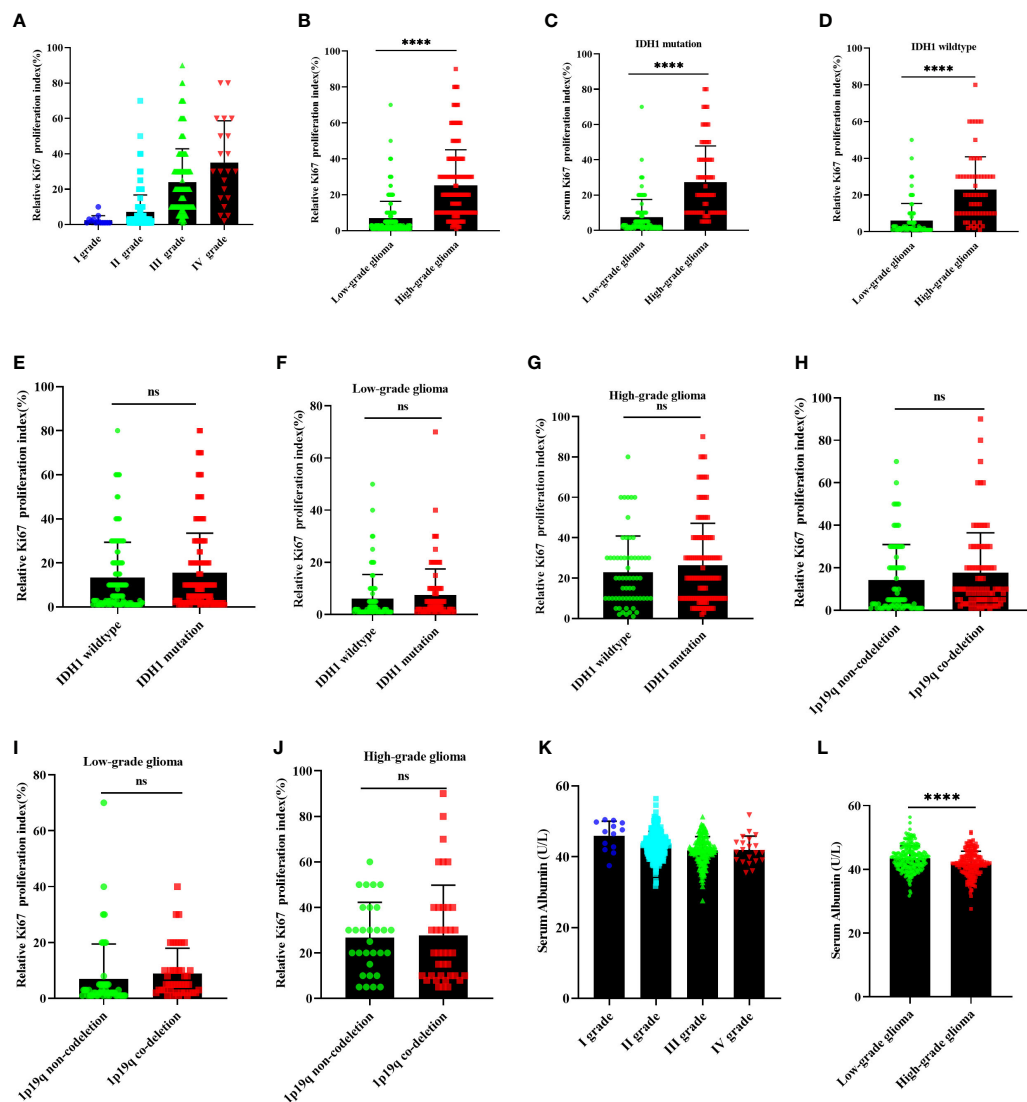 A
Relative Ki67 proliferation index(%)
100
80
60
40
20
0
I grade
II grade
III grade
IV grade
B
****
Relative Ki67 proliferation index(%)
100
80
60
40
20
0
Low-grade glioma
High-grade glioma
C
IDH1 mutation
****
Serum Ki67 proliferation index(%)
100
80
60
40
20
0
Low-grade glioma
High-grade glioma
D
IDH1 wildtype
****
Relative Ki67 proliferation index(%)
100
80
60
40
20
0
Low-grade glioma
High-grade glioma
E
ns
Relative Ki67 proliferation index(%)
100
80
60
40
20
0
IDH1 wildtype
IDH1 mutation
F
Low-grade glioma
ns
Relative Ki67 proliferation index(%)
80
60
40
20
0
IDH1 wildtype
IDH1 mutation
G
High-grade glioma
ns
Relative Ki67 proliferation index(%)
100
80
60
40
20
0
IDH1 wildtype
IDH1 mutation
H
ns
Relative Ki67 proliferation index(%)
100
80
60
40
20
0
1p19q non-codeletion
1p19q co-deletion
I
Low-grade glioma
ns
Relative Ki67 proliferation index(%)
80
60
40
20
0
1p19q non-codeletion
1p19q co-deletion
J
High-grade glioma
ns
Relative Ki67 proliferation index(%)
100
80
60
40
20
0
1p19q non-codeletion
1p19q co-deletion
K
Serum Albumin (U/L)
60
40
20
0
I grade
II grade
III grade
IV grade
L
****
Serum Albumin (U/L)
60
40
20
0
Low-grade glioma
High-grade glioma